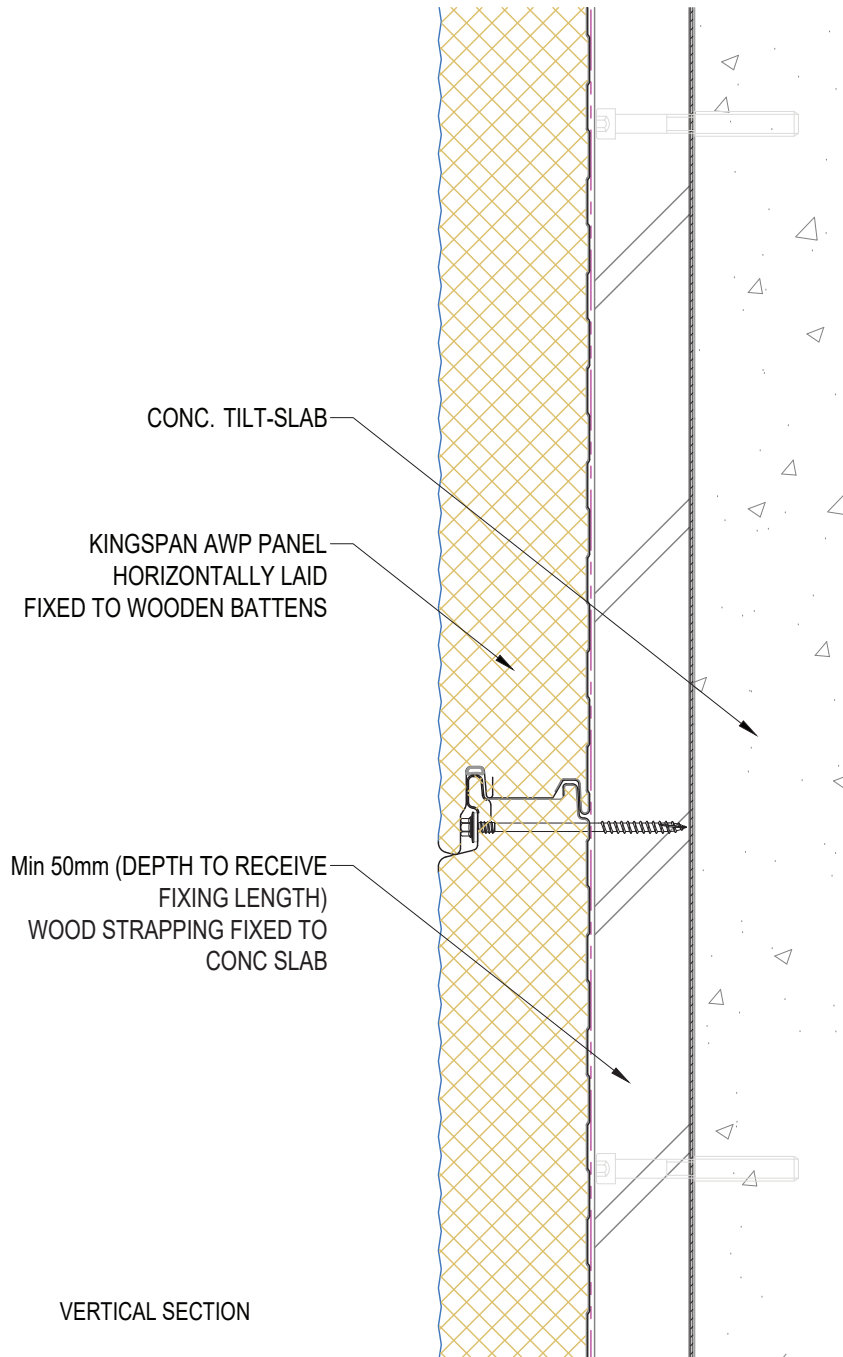 CONC. TILT-SLAB
KINGSPAN AWP PANEL
HORIZONTALLY LAID
FIXED TO WOODEN BATTENS
Min 50mm (DEPTH TO RECEIVE
FIXING LENGTH)
WOOD STRAPPING FIXED TO
CONC SLAB
VERTICAL SECTION